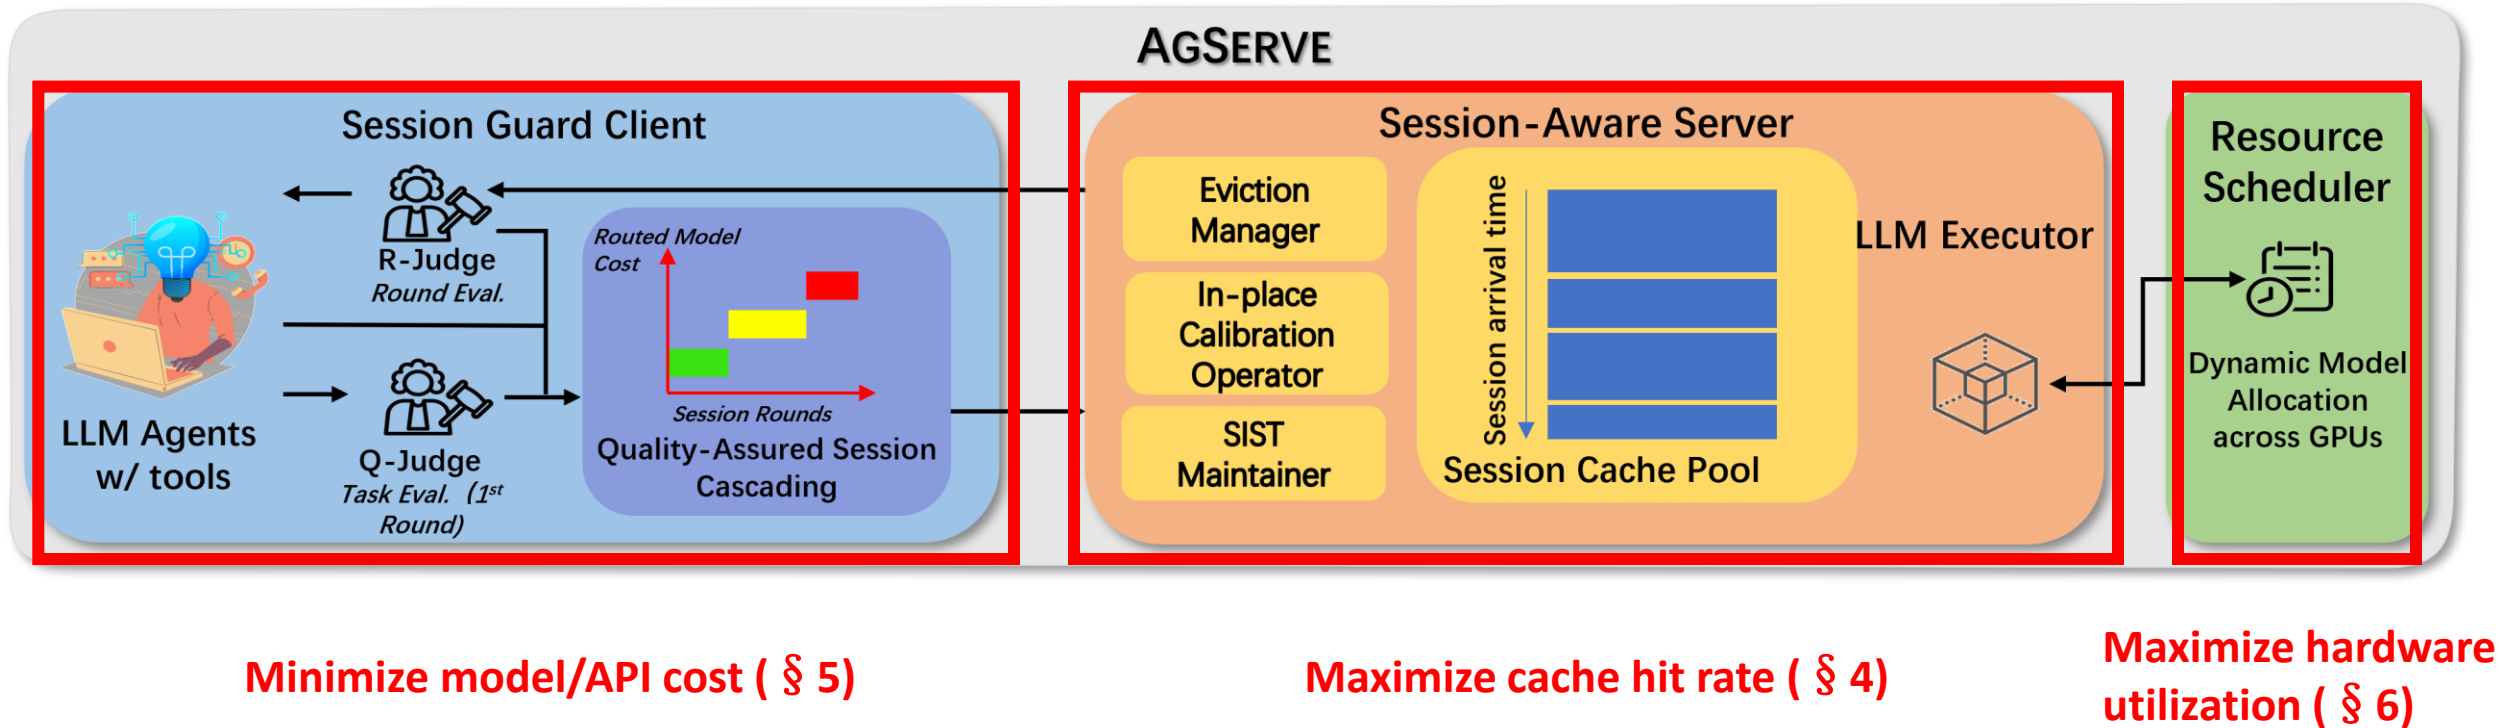 AGSERVE
Session Guard Client
R-Judge
Round Eval.
LLM Agents
w/ tools
Q-Judge
Task Eval. (1st
Round)
Routed Model
Cost
Session Rounds
Quality-Assured Session
Cascading
Session-Aware Server
Eviction
Manager
In-place
Calibration
Operator
SIST
Maintainer
Session arrival time
Session Cache Pool
LLM Executor
Resource
Scheduler
Dynamic Model
Allocation
across GPUs
Minimize model/API cost ( § 5)
Maximize cache hit rate ( § 4)
Maximize hardware
utilization ( § 6)